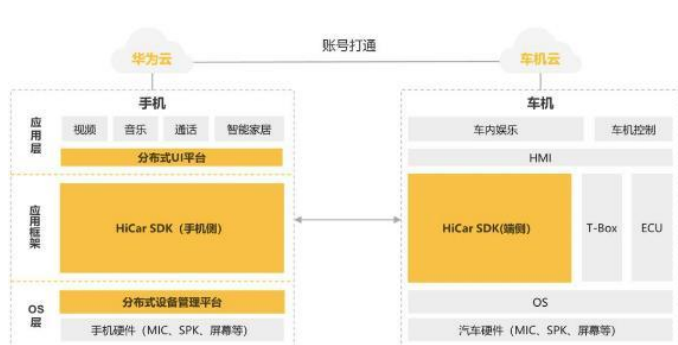 华为云
账号打通
车机云
手机
车机
应用层
视频
音乐
通话
智能家居
车内娱乐
车机控制
分布式UI平台
HMI
应用框架
HiCar SDK（手机侧）
HiCar SDK(端侧)
T-Box
ECU
OS层
分布式设备管理平台
OS
手机硬件（MIC、SPK、屏幕等）
汽车硬件（MIC、SPK、屏幕等）